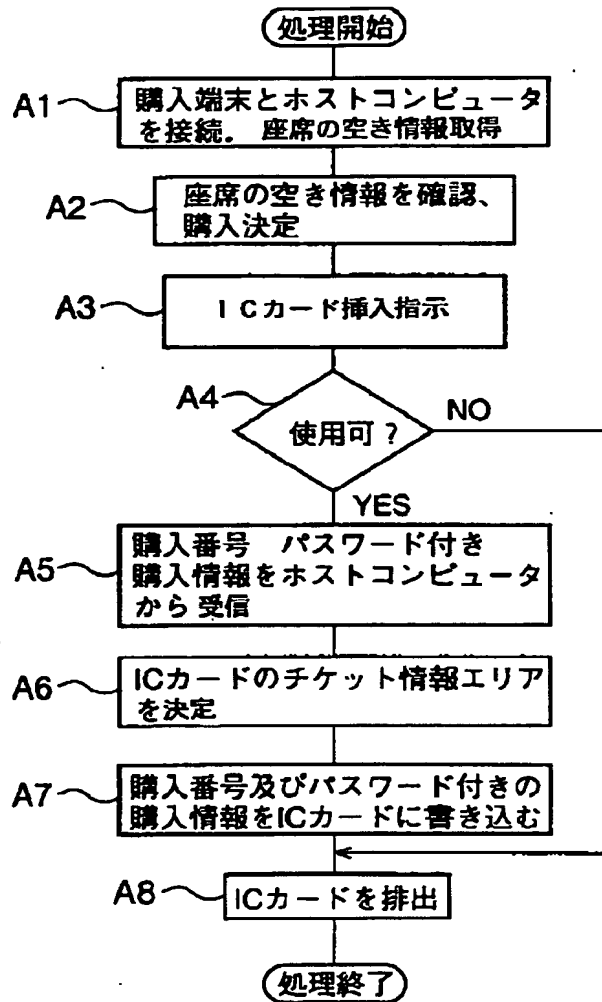 処理開始
A1
購入端末とホストコンピュータ
を接続. 座席の空き情報取得
A2
座席の空き情報を確認、
購入決定
A3
ICカード挿入指示
A4
使用可?
NO
YES
A5
購入番号 パスワード付き
購入情報をホストコンピュータ
から受信
A6
ICカードのチケット情報エリア
を決定
A7
購入番号及びパスワード付きの
購入情報をICカードに書き込む
A8
ICカードを排出
処理終了